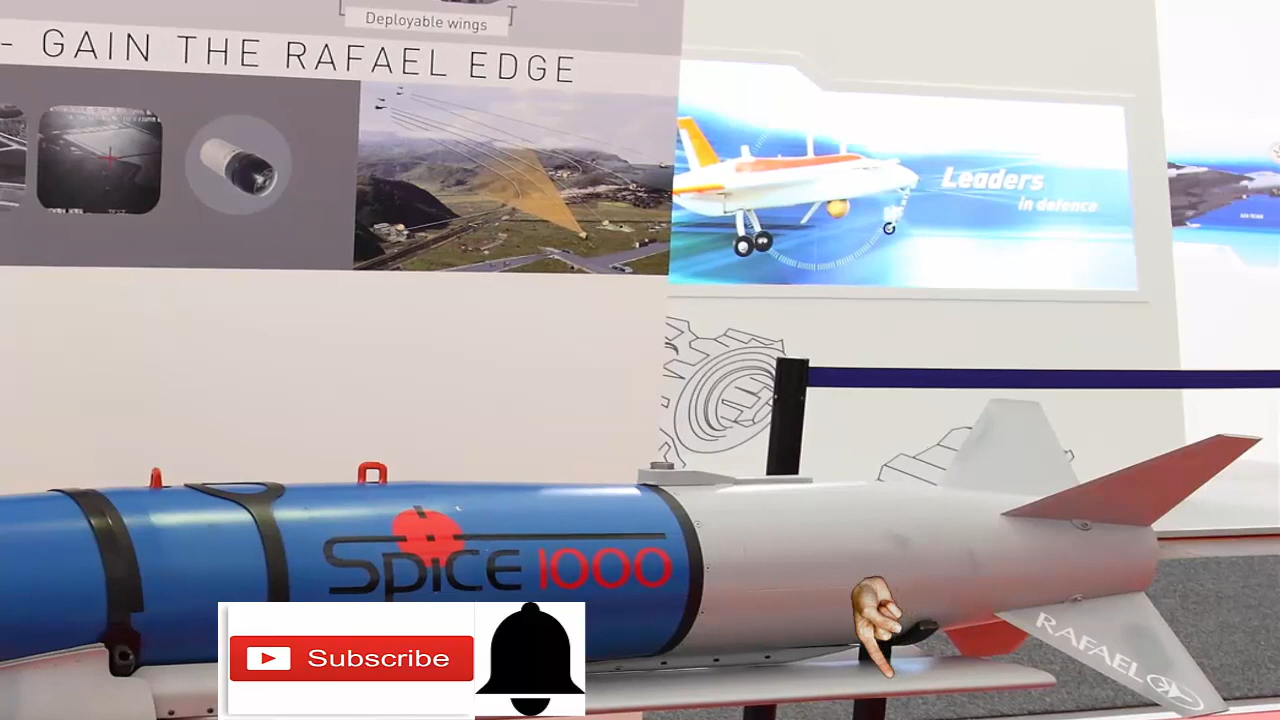 Deployable wings
- GAIN THE RAFAEL EDGE
Leaders
in defence
SPICE 1000
RAFAEL
Subscribe